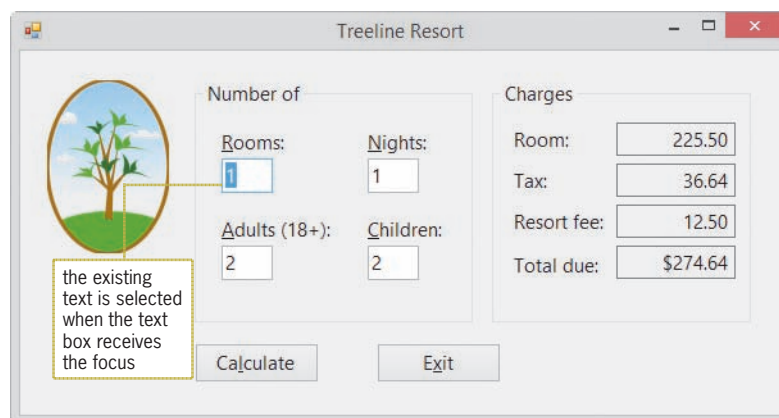 Treeline Resort
Number of
Rooms:
Nights:
1
1
Adults (18+):
Children:
2
2
Charges
Room:
225.50
Tax:
36.64
Resort fee:
12.50
Total due:
$274.64
the existing
text is selected
when the text
box receives
the focus
Calculate
Exit